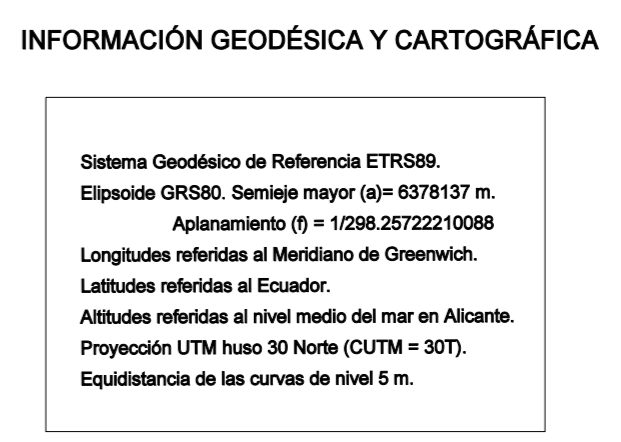 INFORMACIÓN GEODÉSICA Y CARTOGRÁFICA
Sistema Geodésico de Referencia ETRS89.
Elipsoide GRS80. Semieje mayor (a)= 6378137 m.
Aplanamiento (f) = 1/298.25722210088
Longitudes referidas al Meridiano de Greenwich.
Latitudes referidas al Ecuador.
Altitudes referidas al nivel medio del mar en Alicante.
Proyección UTM huso 30 Norte (CUTM = 30T).
Equidistancia de las curvas de nivel 5 m.